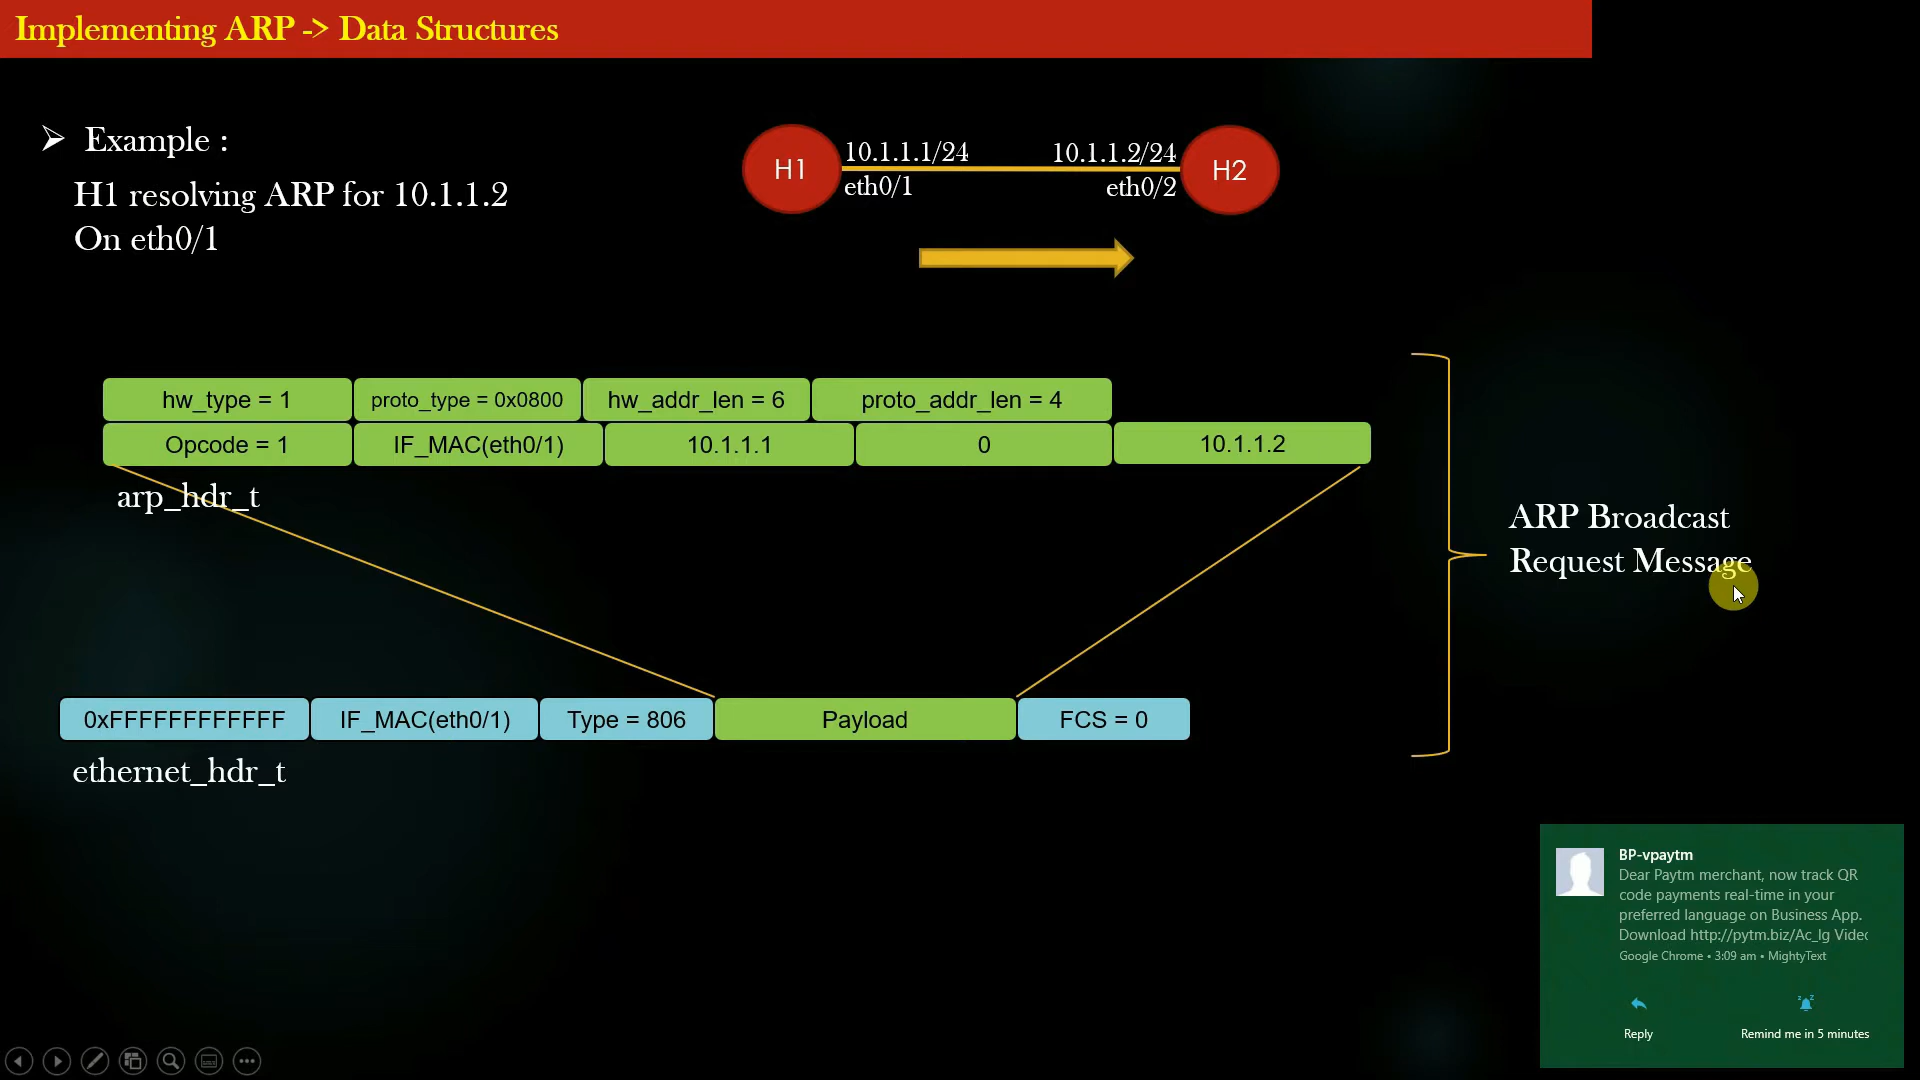 Implementing ARP -> Data Structures
Example :
H1 resolving ARP for 10.1.1.2
On eth0/1
H1
10.1.1.1/24
10.1.1.2/24
eth0/1
eth0/2
H2
hw_type = 1
proto_type = 0x0800
hw_addr_len = 6
proto_addr_len = 4
Opcode = 1
IF_MAC(eth0/1)
10.1.1.1
0
10.1.1.2
arp_hdr_t
ARP Broadcast
Request Message
0xFFFFFFFFFFFF
IF_MAC(eth0/1)
Type = 806
Payload
FCS = 0
ethernet_hdr_t
BP-vpaytm
Dear Paytm merchant, now track QR
code payments real-time in your
preferred language on Business App.
Download http://pytm.biz/Ac_lg Videc
Google Chrome • 3:09 am • MightyText
Reply
Remind me in 5 minutes